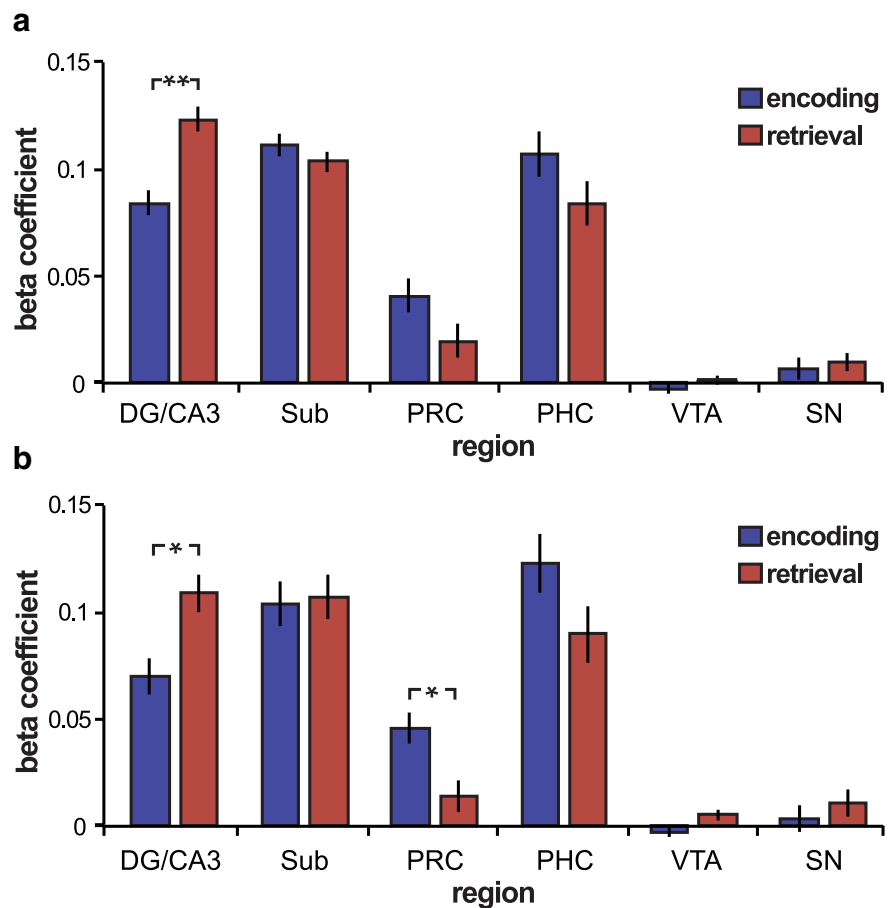 a
0.15
**
encoding
retrieval
0.1
beta coefficient
0.05
0
DG/CA3 Sub PRC PHC VTA SN
region
b
0.15
encoding
*
retrieval
0.1
beta coefficient
*
0.05
0
DG/CA3 Sub PRC PHC VTA SN
region